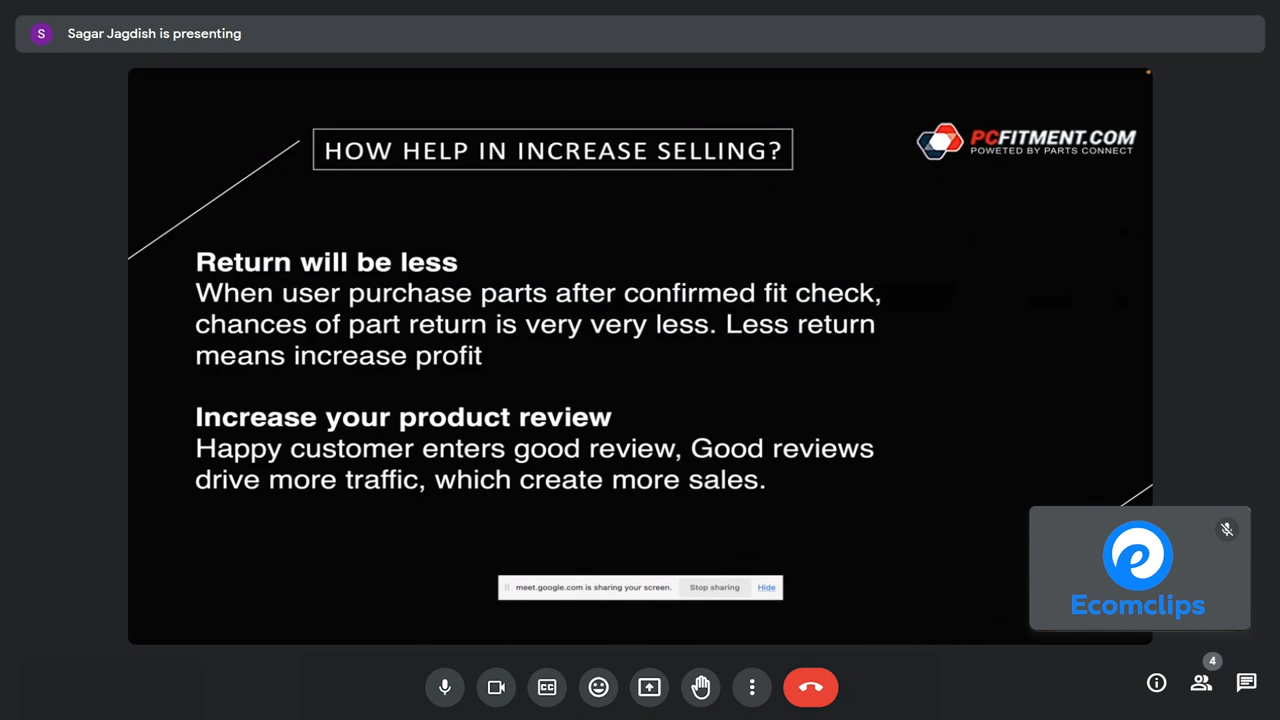 S
Sagar Jagdish is presenting
HOW HELP IN INCREASE SELLING?
PCFITMENT.COM
POWETED BY PARTS CONNECT
Return will be less
When user purchase parts after confirmed fit check,
chances of part return is very very less. Less return
means increase profit
Increase your product review
Happy customer enters good review, Good reviews
drive more traffic, which create more sales.
meet.google.com is sharing your screen. Stop sharing Hide
Ecomclips
CC
4